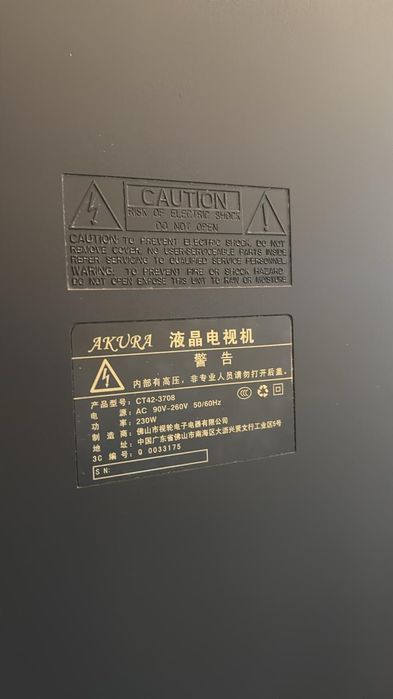 CAUTION
RISK OF ELECTRIC SHOCK
DO NOT OPEN
CAUTION: TO PREVENT ELECTRIC SHOCK, DO NOT
REMOVE COVER. NO USER-SERVICEABLE PARTS INSIDE
REFER SERVICING TO QUALIFIED SERVICE PERSONNEL
WARING: TO PREVENT FIRE OR SHOCK HAZARD
DO NOT OPEN EXPOSE THIS UNIT TO RAIN OR MOISTURE
AKURA 液晶电视机
警告
内部有高压，非专业人员请勿打开后盖。
产品型号: CT42-3708
电 源: AC 90V-260V 50/60Hz
功 率: 230W
制 造 商: 佛山市视轮电子电器有限公司
地 址: 中国广东省佛山市南海区大沥兴贤文行工业区5号
3C 编 号: Q 0033175
SN: